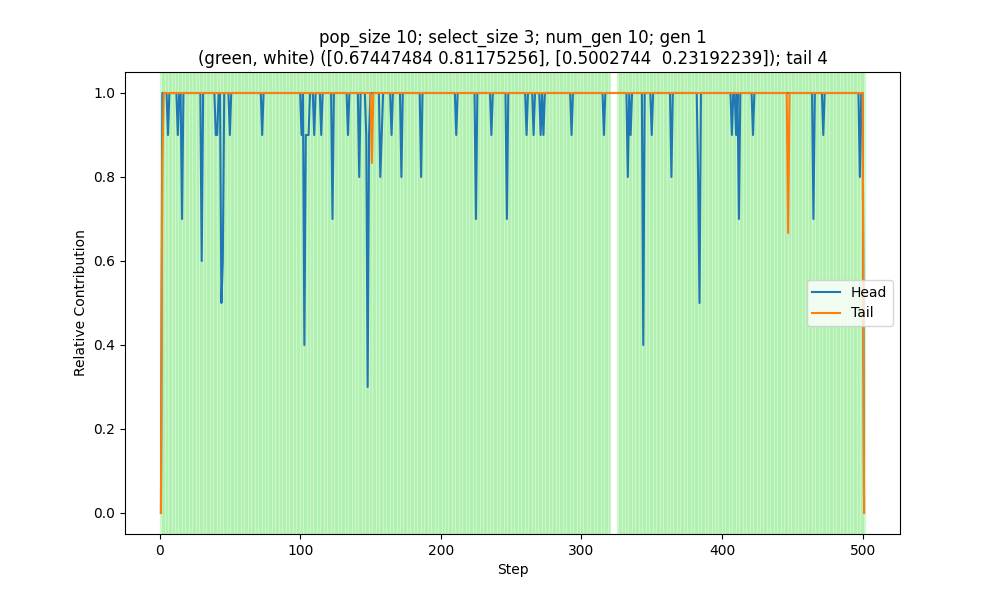 pop_size 10; select_size 3; num_gen 10; gen 1
(green, white) ([0.67447484 0.81175256], [0.5002744  0.23192239]); tail 4
1.0
0.8
0.6
0.4
0.2
0.0
Relative Contribution
Head
Tail
0 100 200 300 400 500
Step